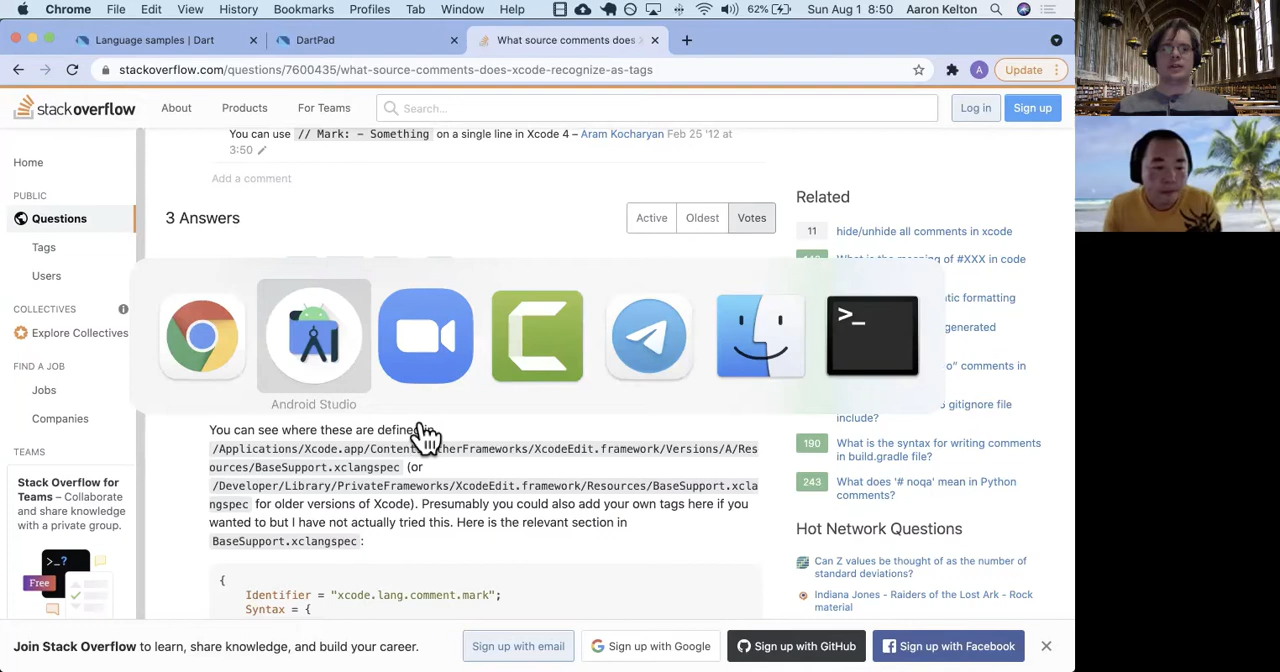 Chrome File Edit View History Bookmarks Profiles Tab Window Help 62% Sun Aug 1 8:50 Aaron Kelton
Language samples | Dart
DartPad
What source comments does
stackoverflow.com/questions/7600435/what-source-comments-does-xcode-recognize-as-tags
A
Update
stack overflow
About
Products
For Teams
Search...
Log in
Sign up
Home
PUBLIC
Questions
Tags
Users
COLLECTIVES
Explore Collectives
FIND A JOB
Jobs
Companies
TEAMS
Stack Overflow for
Teams – Collaborate
and share knowledge
with a private group.
>_?
Free
You can use // Mark: - Something on a single line in Xcode 4 – Aram Kocharyan Feb 25 '12 at
3:50
Add a comment
3 Answers
Active
Oldest
Votes
>_
Android Studio
You can see where these are defined in
/Applications/Xcode.app/Content
herFrameworks/XcodeEdit.framework/Versions/A/Res
ources/BaseSupport.xclangspec (or
/Developer/Library/PrivateFrameworks/XcodeEdit.framework/Resources/BaseSupport.xcla
ngspec for older versions of Xcode). Presumably you could also add your own tags here if you
wanted to but I have not actually tried this. Here is the relevant section in
BaseSupport.xclangspec:
{
Identifier = "xcode.lang.comment.mark";
Syntax = {
Related
11 hide/unhide all comments in xcode
What is the meaning of #XXX in code
atic formatting
generated
o" comments in
gitignore file
include?
190 What is the syntax for writing comments
in build.gradle file?
243 What does '# noqa' mean in Python
comments?
Hot Network Questions
Can Z values be thought of as the number of
standard deviations?
Indiana Jones - Raiders of the Lost Ark - Rock
material
Join Stack Overflow to learn, share knowledge, and build your career.
Sign up with email
Sign up with Google
Sign up with GitHub
Sign up with Facebook